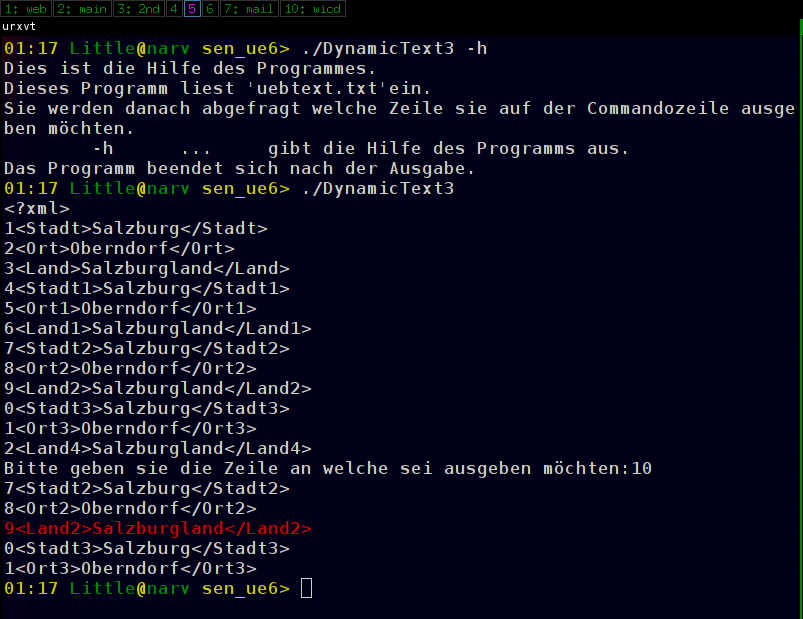 1: web 2: main 3: 2nd 4 5 6 7: mail 10: wicd
urxvt
01:17 Little@narv sen_ue6> ./DynamicText3 -h
Dies ist die Hilfe des Programmes.
Dieses Programm liest 'uebtext.txt'ein.
Sie werden danach abgefragt welche Zeile sie auf der Commandozeile ausge
ben möchten.
-h ... gibt die Hilfe des Programms aus.
Das Programm beendet sich nach der Ausgabe.
01:17 Little@narv sen_ue6> ./DynamicText3
<?xml>
1<Stadt>Salzburg</Stadt>
2<Ort>Oberndorf</Ort>
3<Land>Salzburgland</Land>
4<Stadt1>Salzburg</Stadt1>
5<Ort1>Oberndorf</Ort1>
6<Land1>Salzburgland</Land1>
7<Stadt2>Salzburg</Stadt2>
8<Ort2>Oberndorf</Ort2>
9<Land2>Salzburgland</Land2>
0<Stadt3>Salzburg</Stadt3>
1<Ort3>Oberndorf</Ort3>
2<Land4>Salzburgland</Land4>
Bitte geben sie die Zeile an welche sei ausgeben möchten:10
7<Stadt2>Salzburg</Stadt2>
8<Ort2>Oberndorf</Ort2>
9<Land2>Salzburgland</Land2>
0<Stadt3>Salzburg</Stadt3>
1<Ort3>Oberndorf</Ort3>
01:17 Little@narv sen_ue6>